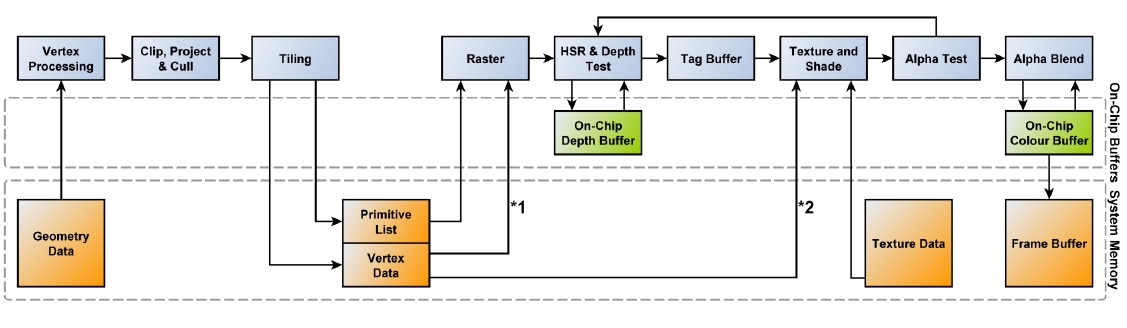 Vertex
Processing
Clip, Project
& Cull
Tiling
Raster
HSR & Depth
Test
Tag Buffer
Texture and
Shade
Alpha Test
Alpha Blend
On-Chip
Depth Buffer
On-Chip
Colour Buffer
On-Chip Buffers
Geometry
Data
Primitive
List
Vertex
Data
*1
*2
Texture Data
Frame Buffer
System Memory